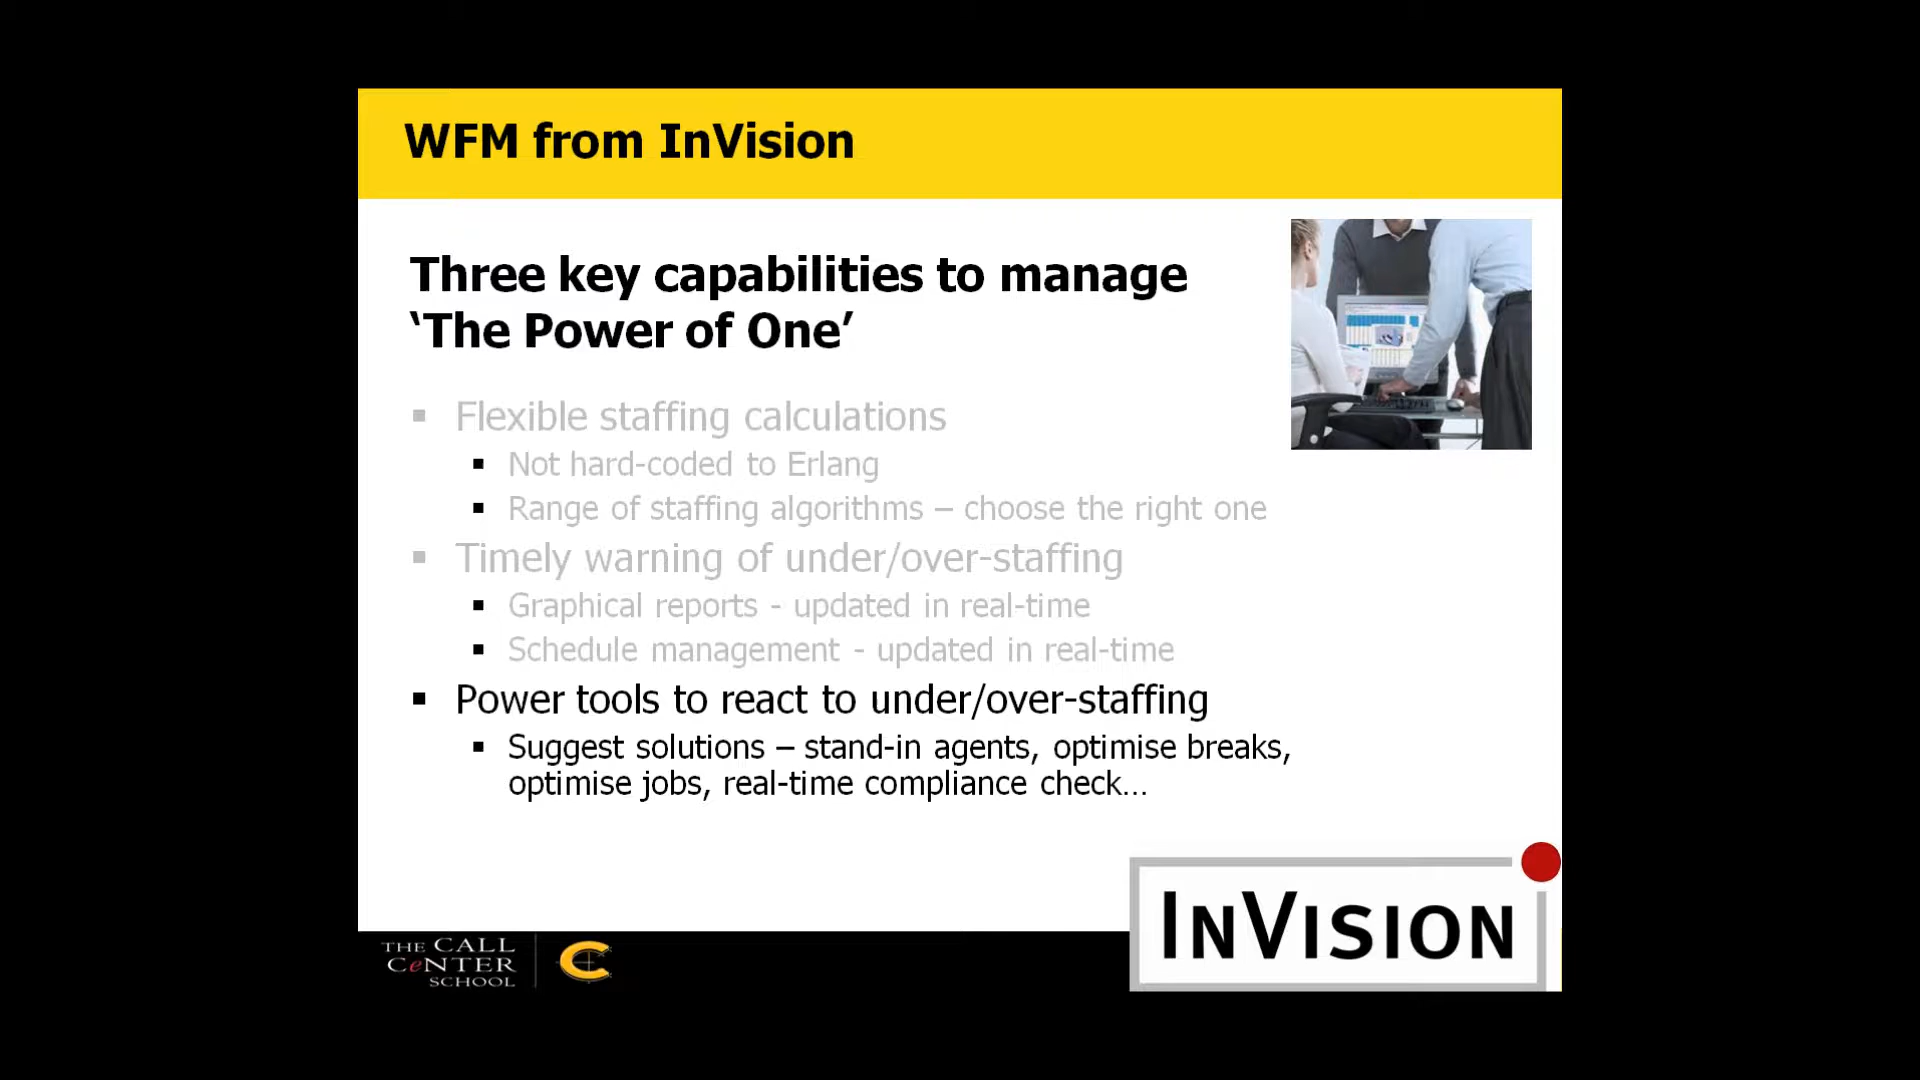 WFM from InVision
Three key capabilities to manage
‘The Power of One’
▪ Flexible staffing calculations
▪ Not hard-coded to Erlang
▪ Range of staffing algorithms – choose the right one
▪ Timely warning of under/over-staffing
▪ Graphical reports - updated in real-time
▪ Schedule management - updated in real-time
▪ Power tools to react to under/over-staffing
▪ Suggest solutions – stand-in agents, optimise breaks,
optimise jobs, real-time compliance check…
THE CALL
CeNTER
SCHOOL
INVISION